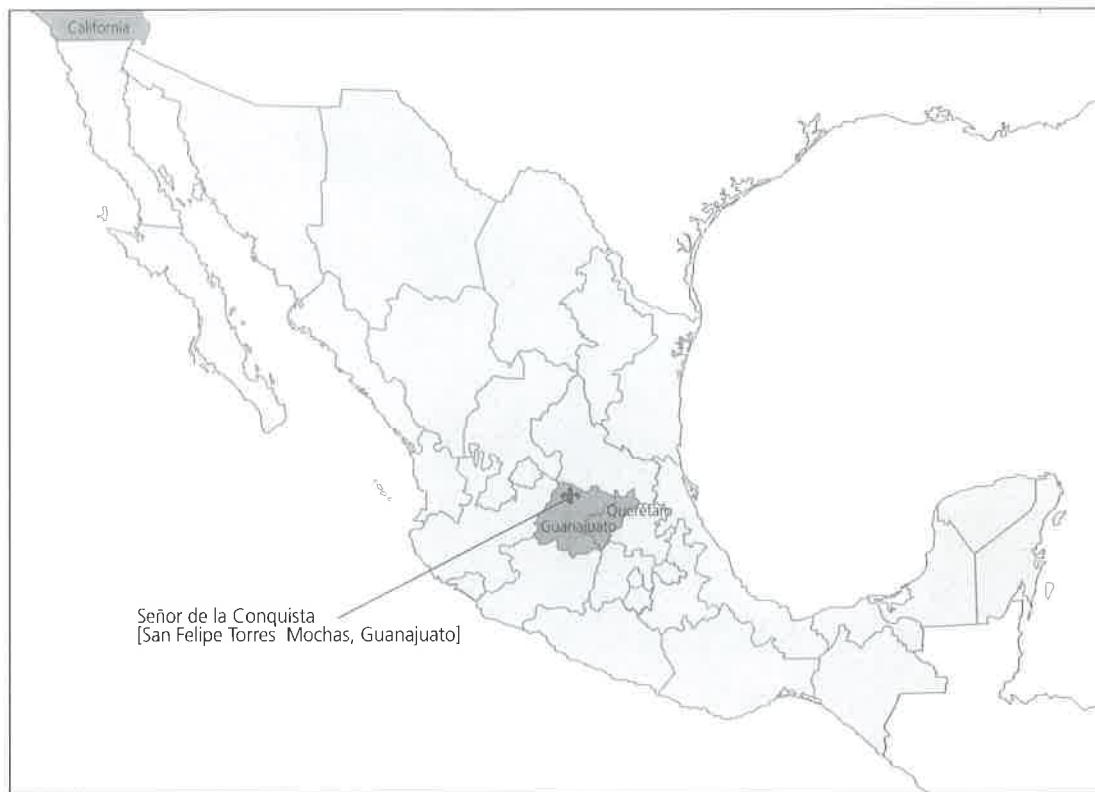 California
Querétaro
Guanajuato
Señor de la Conquista
[San Felipe Torres Mochas, Guanajuato]